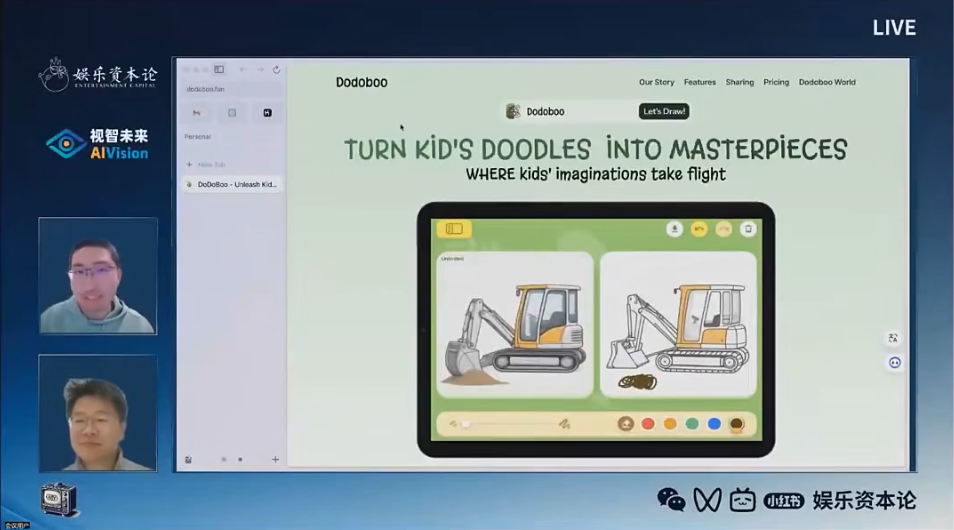 LIVE
娱乐资本论
ENTERTAINMENT CAPITAL
视智未来
AIVision
dodoboo.fun
Personal
New Tab
DoDoBoo - Unleash Kid...
Dodoboo
Our Story
Features
Sharing
Pricing
Dodoboo World
Dodoboo
Let's Draw!
TURN KID'S DOODLES INTO MASTERPIECES
WHERE kids' imaginations take flight
Untitled
小红书
娱乐资本论
会议用户